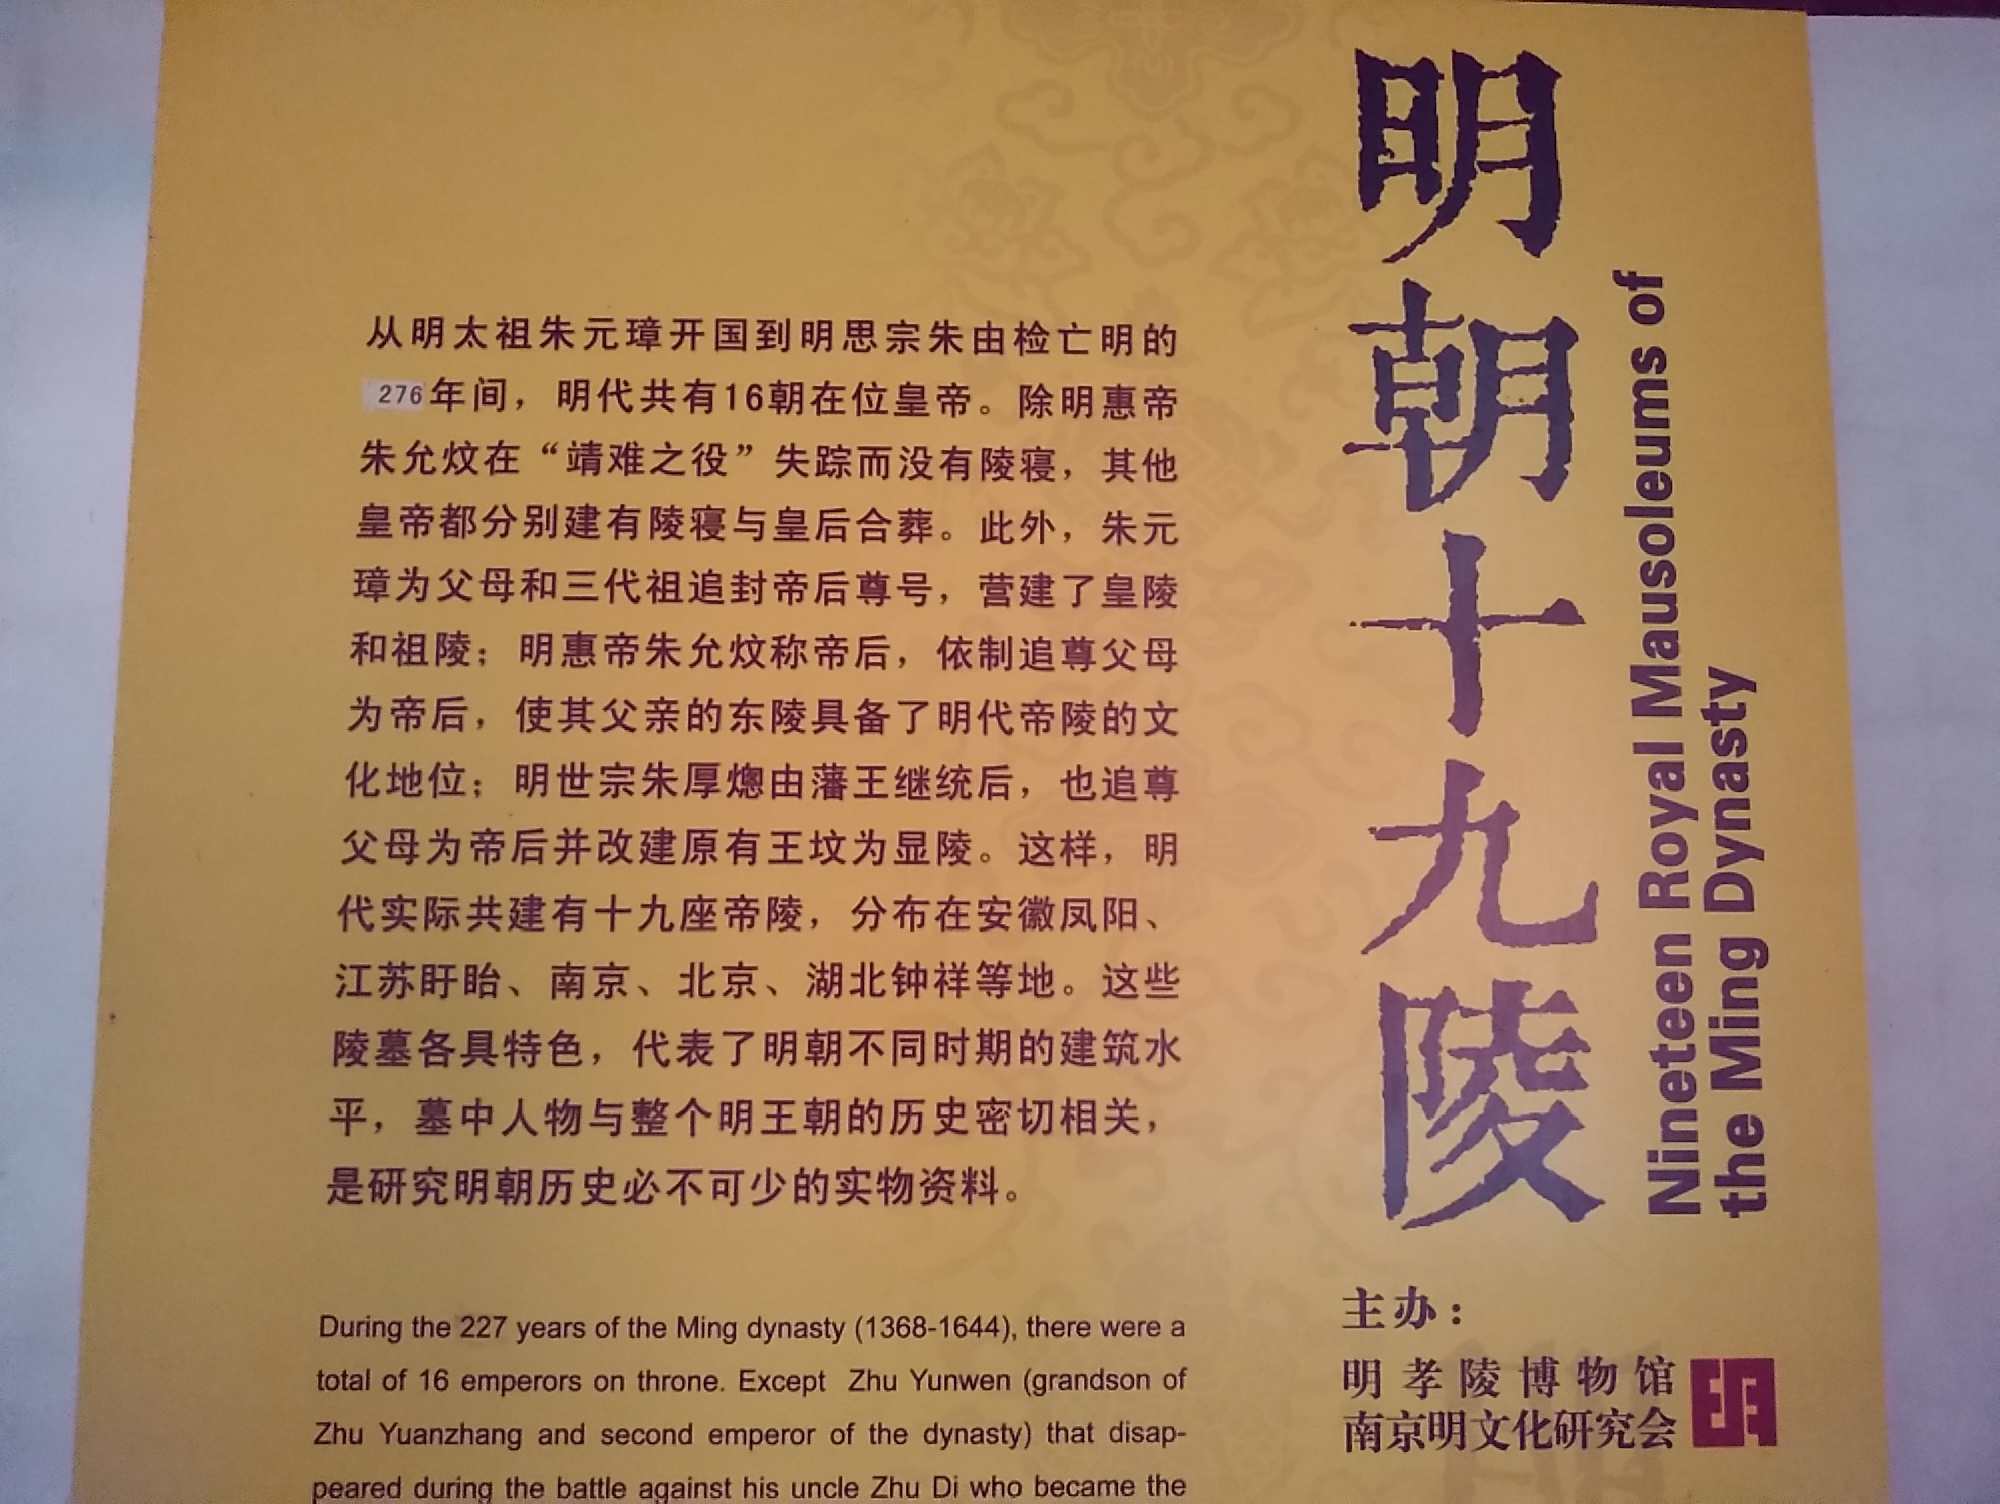 明朝十九陵
Nineteen Royal Mausoleums of
the Ming Dynasty
从明太祖朱元璋开国到明思宗朱由检亡明的
276年间，明代共有16朝在位皇帝。除明惠帝
朱允炆在“靖难之役”失踪而没有陵寝，其他
皇帝都分别建有陵寝与皇后合葬。此外，朱元
璋为父母和三代祖追封帝后尊号，营建了皇陵
和祖陵；明惠帝朱允炆称帝后，依制追尊父母
为帝后，使其父亲的东陵具备了明代帝陵的文
化地位；明世宗朱厚熜由藩王继统后，也追尊
父母为帝后并改建原有王坟为显陵。这样，明
代实际共建有十九座帝陵，分布在安徽凤阳、
江苏盱眙、南京、北京、湖北钟祥等地。这些
陵墓各具特色，代表了明朝不同时期的建筑水
平，墓中人物与整个明王朝的历史密切相关，
是研究明朝历史必不可少的实物资料。
During the 227 years of the Ming dynasty (1368-1644), there were a
total of 16 emperors on throne. Except Zhu Yunwen (grandson of
Zhu Yuanzhang and second emperor of the dynasty) that disap-
peared during the battle against his uncle Zhu Di who became the
主办：
明孝陵博物馆
南京明文化研究会